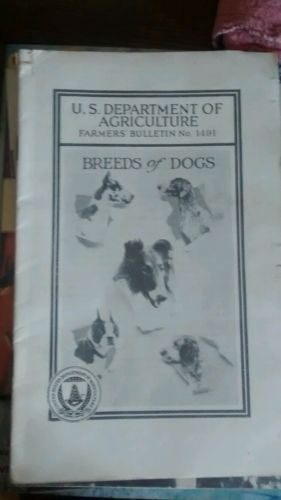 U. S. DEPARTMENT OF
AGRICULTURE
FARMERS' BULLETIN No. 1491
BREEDS of DOGS